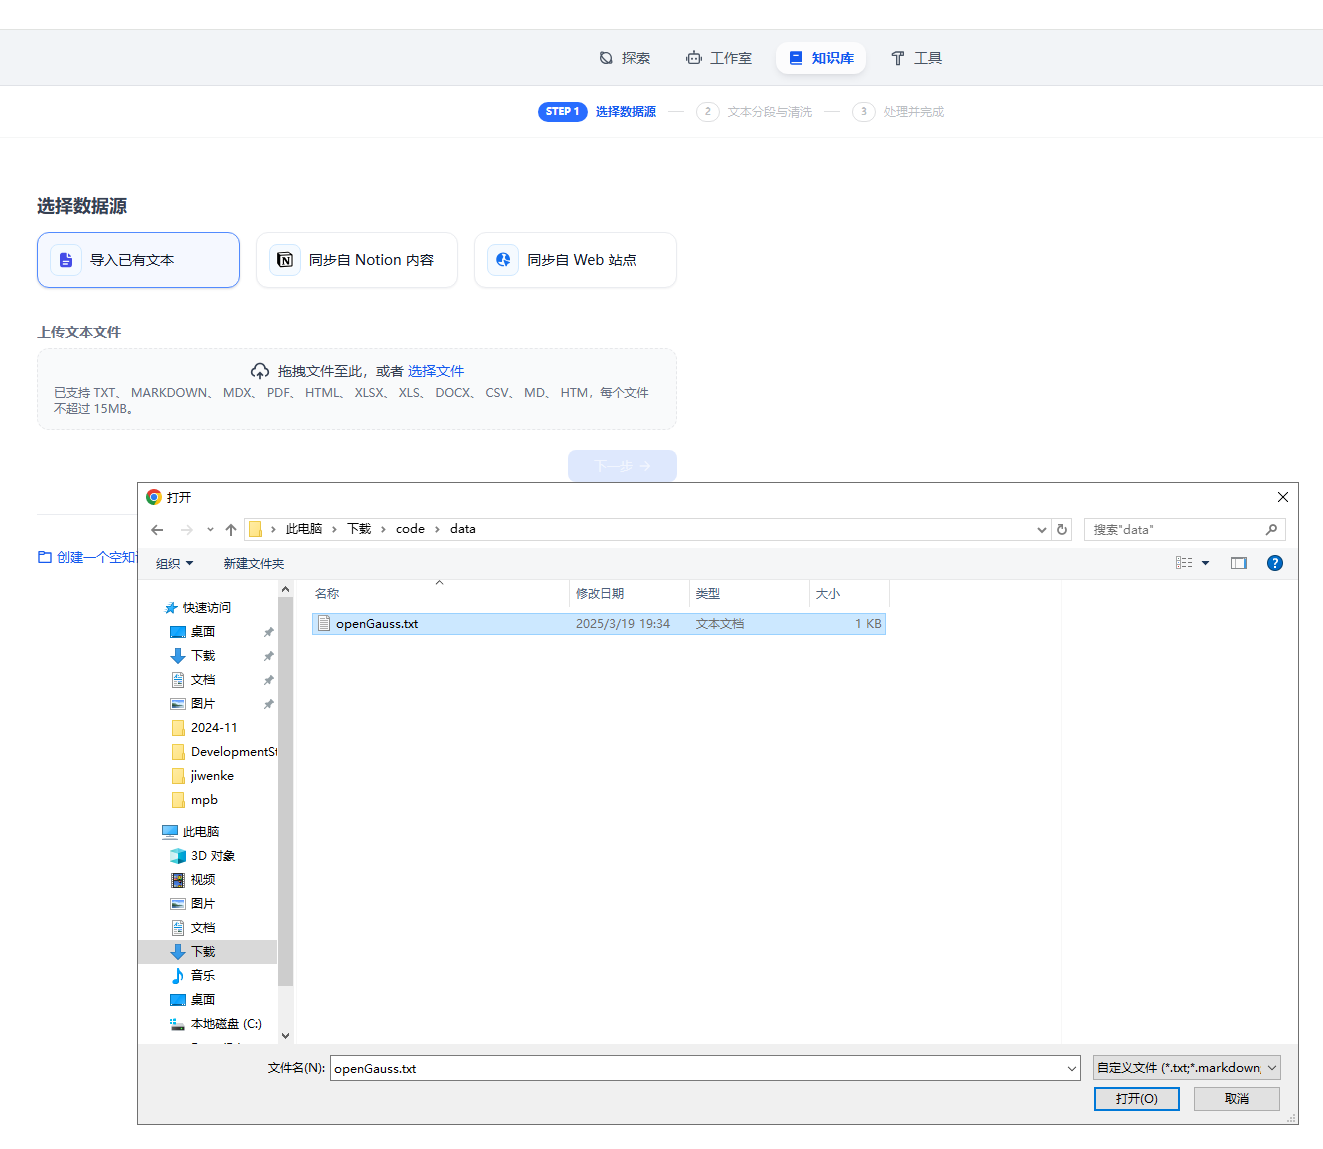 探索
工作室
知识库
工具
STEP 1 选择数据源
2 文本分段与清洗
3 处理并完成
选择数据源
导入已有文本
同步自 Notion 内容
同步自 Web 站点
上传文本文件
拖拽文件至此，或者 选择文件
已支持 TXT、 MARKDOWN、 MDX、 PDF、 HTML、 XLSX、 XLS、 DOCX、 CSV、 MD、 HTM，每个文件
不超过 15MB。
下一步
创建一个空知
打开
此电脑 下载 code data
搜索"data"
组织
新建文件夹
名称 修改日期 类型 大小
openGauss.txt 2025/3/19 19:34 文本文档 1 KB
快速访问
桌面
下载
文档
图片
2024-11
DevelopmentSt
jiwenke
mpb
此电脑
3D 对象
视频
图片
文档
下载
音乐
桌面
本地磁盘 (C:)
文件名(N): openGauss.txt
自定义文件 (*.txt;*.markdown;
打开(O)
取消